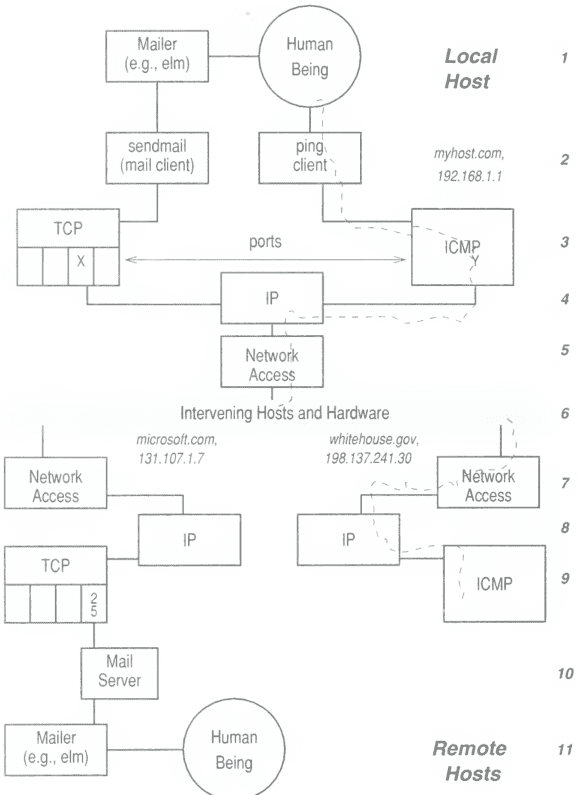 Mailer
(e.g., elm)
Human
Being
Local
Host
1
sendmail
(mail client)
ping
client
myhost.com,
192.168.1.1
2
TCP
X
ports
ICMP
Y
3
IP
4
Network
Access
5
Intervening Hosts and Hardware
6
microsoft.com,
131.107.1.7
whitehouse.gov,
198.137.241.30
Network
Access
Network
Access
7
IP
IP
8
TCP
2
5
ICMP
9
Mail
Server
10
Mailer
(e.g., elm)
Human
Being
Remote
Hosts
11